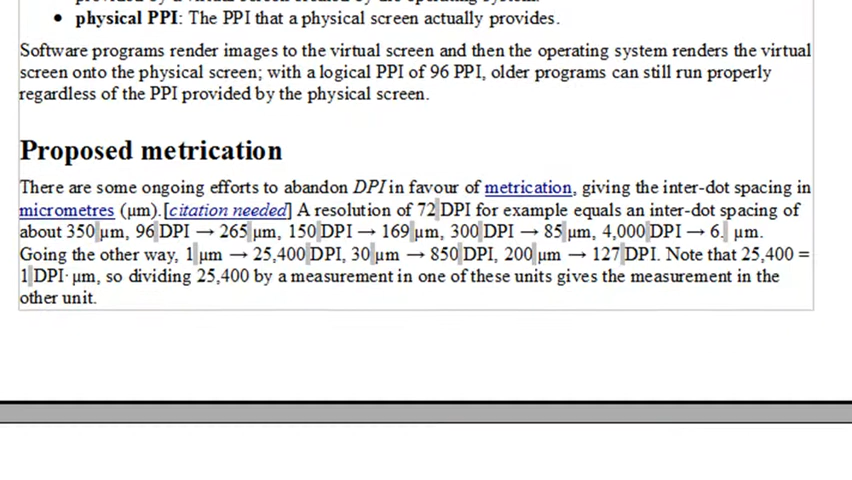 physical PPI: The PPI that a physical screen actually provides.
Software programs render images to the virtual screen and then the operating system renders the virtual
screen onto the physical screen; with a logical PPI of 96 PPI, older programs can still run properly
regardless of the PPI provided by the physical screen.
Proposed metrication
There are some ongoing efforts to abandon DPI in favour of metrication, giving the inter-dot spacing in
micrometres (μm).[citation needed] A resolution of 72 DPI for example equals an inter-dot spacing of
about 350 μm, 96 DPI → 265 μm, 150 DPI → 169 μm, 300 DPI → 85 μm, 4,000 DPI → 6. μm.
Going the other way, 1 μm → 25,400 DPI, 30 μm → 850 DPI, 200 μm → 127 DPI. Note that 25,400 =
1 DPI· μm, so dividing 25,400 by a measurement in one of these units gives the measurement in the
other unit.